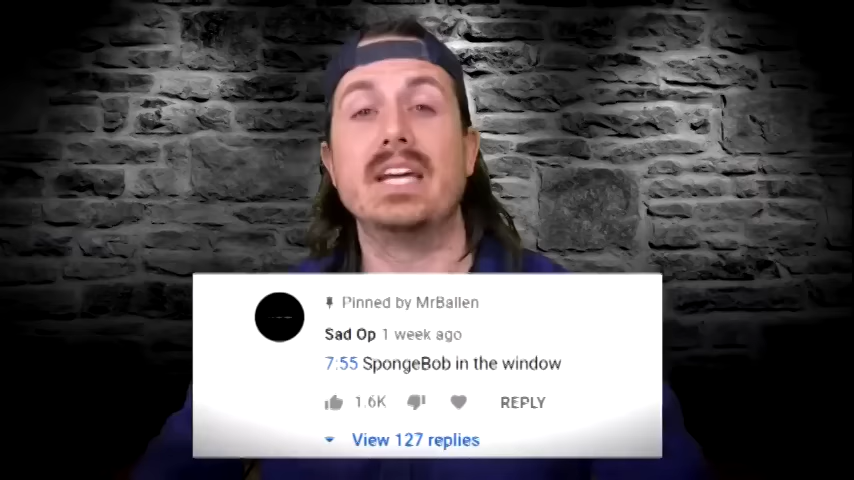 Pinned by MrBallen
Sad Op 1 week ago
7:55 SpongeBob in the window
1.6K REPLY
View 127 replies